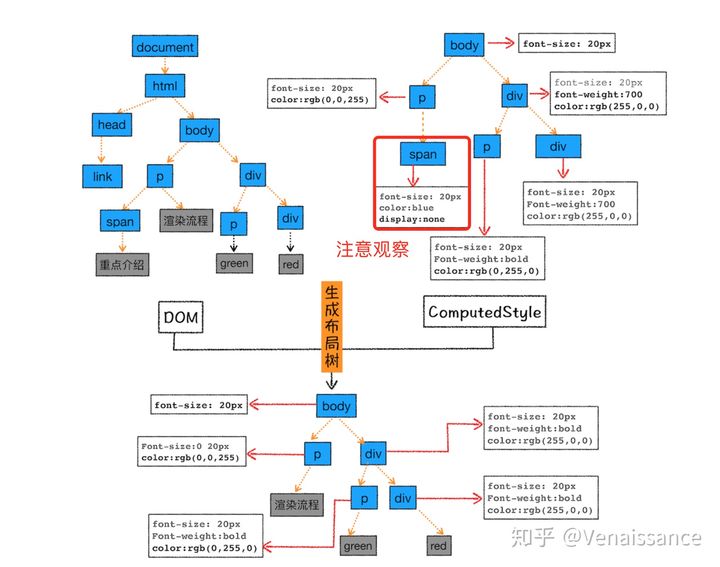 document
html
head
body
link
p
div
span
渲染流程
p
div
重点介绍
green
red
body
font-size: 20px
font-size: 20px
color:rgb(0,0,255)
p
div
font-size: 20px
font-weight:700
color:rgb(255,0,0)
span
p
div
font-size: 20px
color:blue
display:none
font-size: 20px
Font-weight:700
color:rgb(255,0,0)
注意观察
font-size: 20px
Font-weight:bold
color:rgb(0,255,0)
DOM
生成布局树
ComputedStyle
font-size: 20px
body
font-size: 20px
font-weight:bold
color:rgb(255,0,0)
Font-size:0 20px
color:rgb(0,0,255)
p
div
渲染流程
p
div
font-size: 20px
Font-weight:bold
color:rgb(255,0,0)
font-size: 20px
Font-weight:bold
color:rgb(0,255,0)
green
red
知乎 @Venaissance